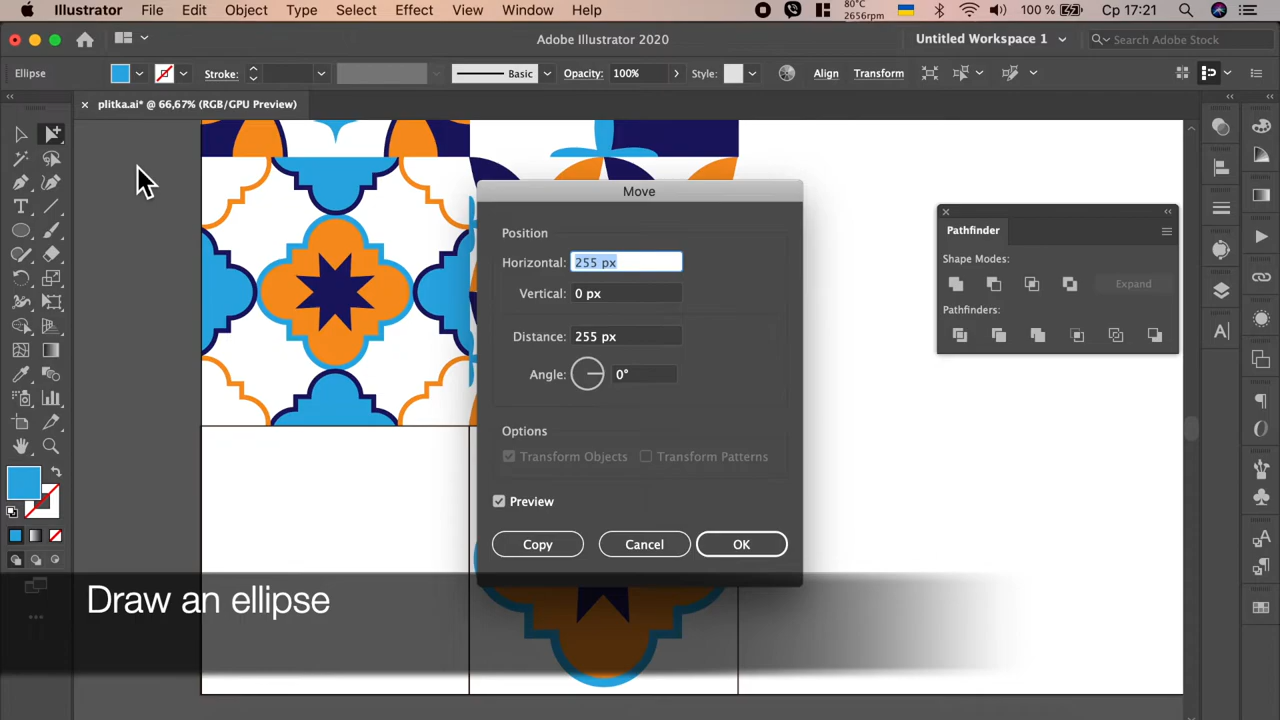 Illustrator File Edit Object Type Select Effect View Window Help 80°C 2656rpm 100 % Ср 17:21
Adobe Illustrator 2020 Untitled Workspace 1 Search Adobe Stock
Ellipse Stroke: Basic Opacity: 100% Style: Align Transform
× plitka.ai* @ 66,67% (RGB/GPU Preview)
Move
Position
Horizontal: 255 px
Vertical: 0 px
Distance: 255 px
Angle: 0°
Options
Transform Objects Transform Patterns
Preview
Copy Cancel OK
Pathfinder
Shape Modes:
Expand
Pathfinders:
Draw an ellipse